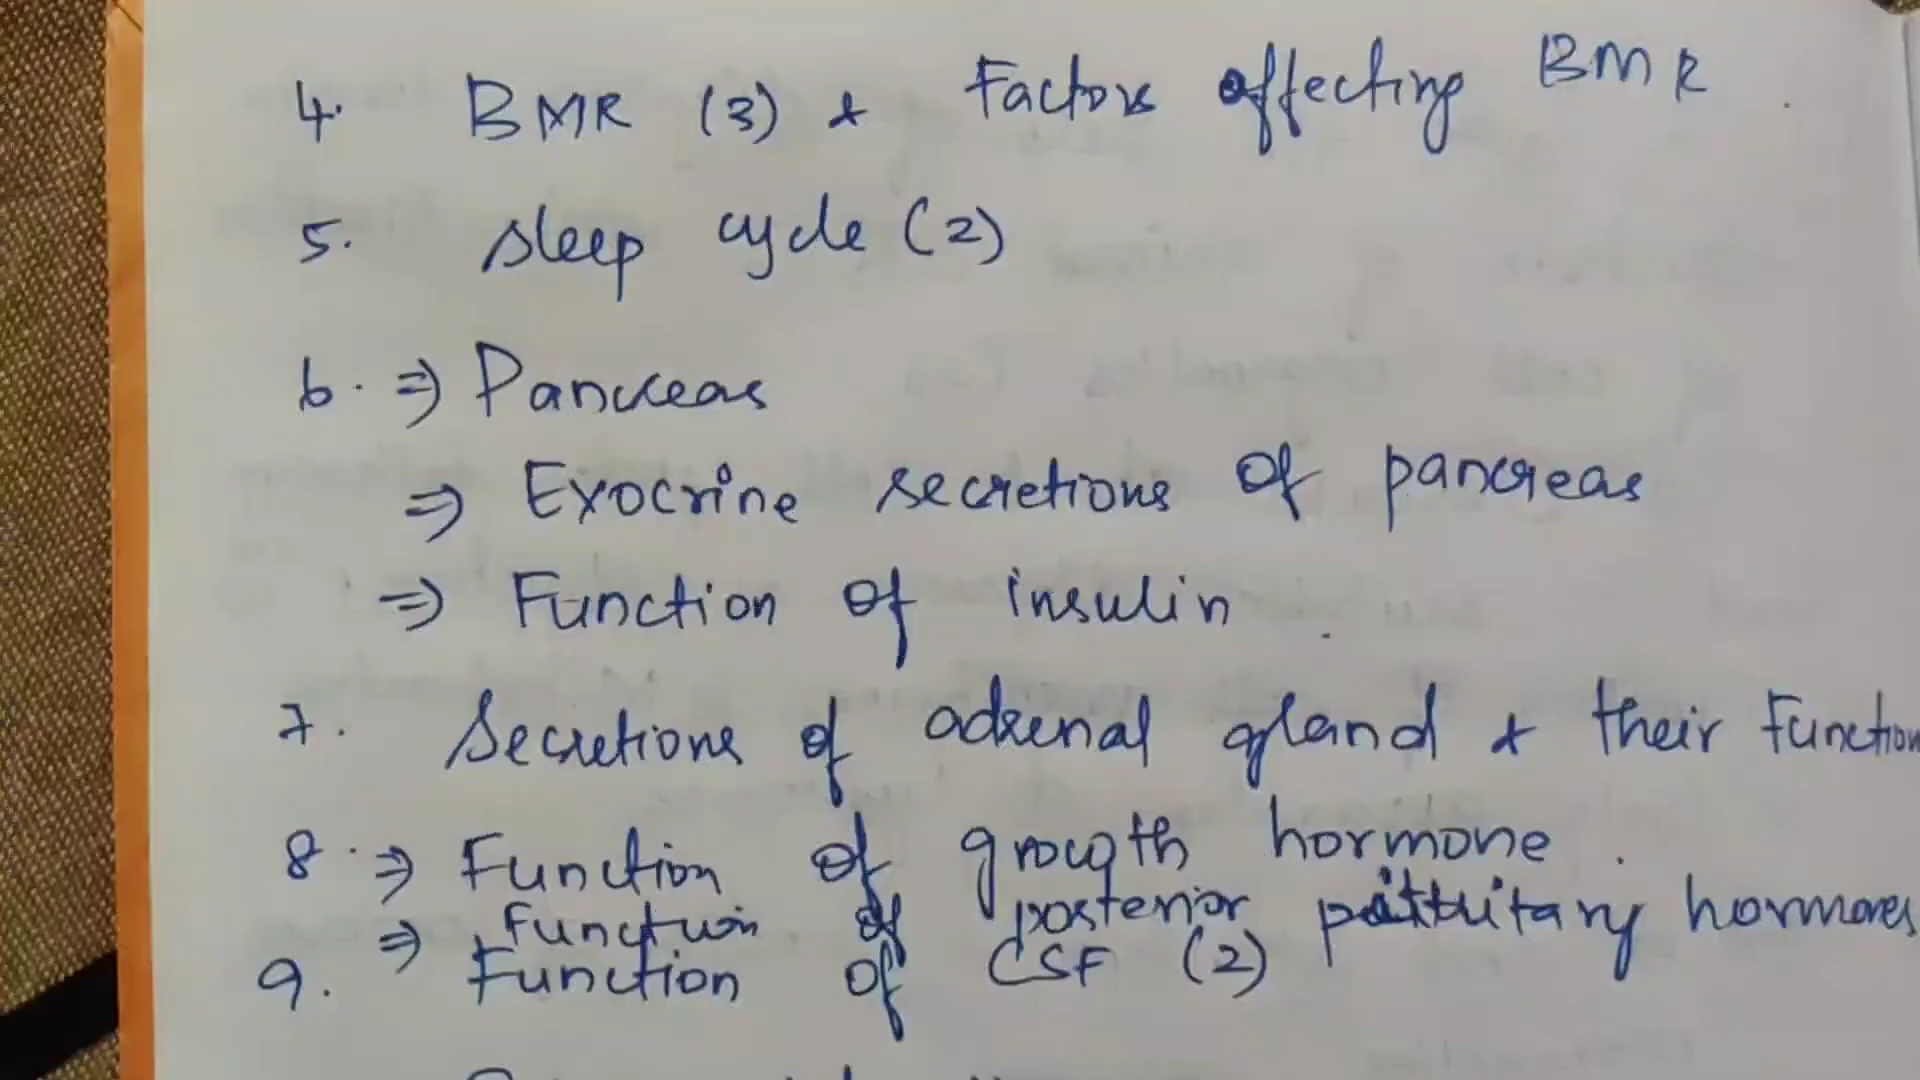 4. BMR (3) & Factors affecting BMR
5. sleep cycle (2)
6. ⇒ Pancreas
⇒ Exocrine secretions of pancreas
⇒ Function of insulin
7. Secretions of adrenal gland & their Function
8. ⇒ Function of growth hormone
⇒ Function of posterior pituitary hormones
9. Function of CSF (2)